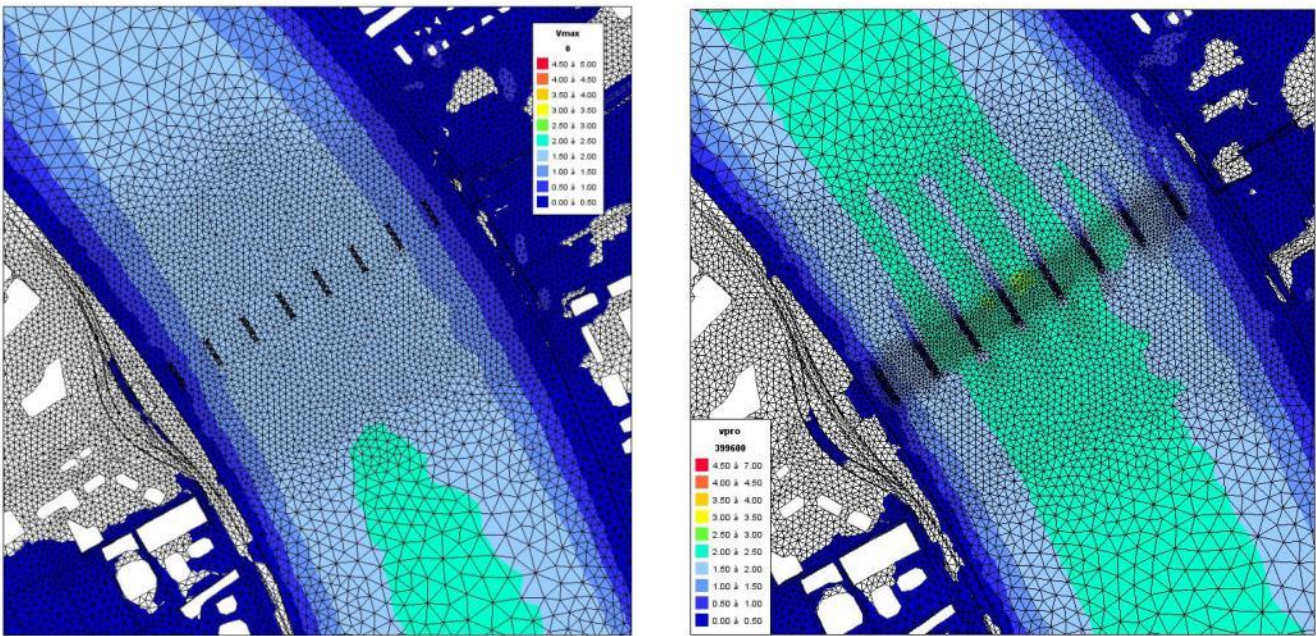 Vmax
0
4.50 à 5.00
4.00 à 4.50
3.50 à 4.00
3.00 à 3.50
2.50 à 3.00
2.00 à 2.50
1.50 à 2.00
1.00 à 1.50
0.50 à 1.00
0.00 à 0.50
vpro
399600
4.50 à 7.00
4.00 à 4.50
3.50 à 4.00
3.00 à 3.50
2.50 à 3.00
2.00 à 2.50
1.50 à 2.00
1.00 à 1.50
0.50 à 1.00
0.00 à 0.50